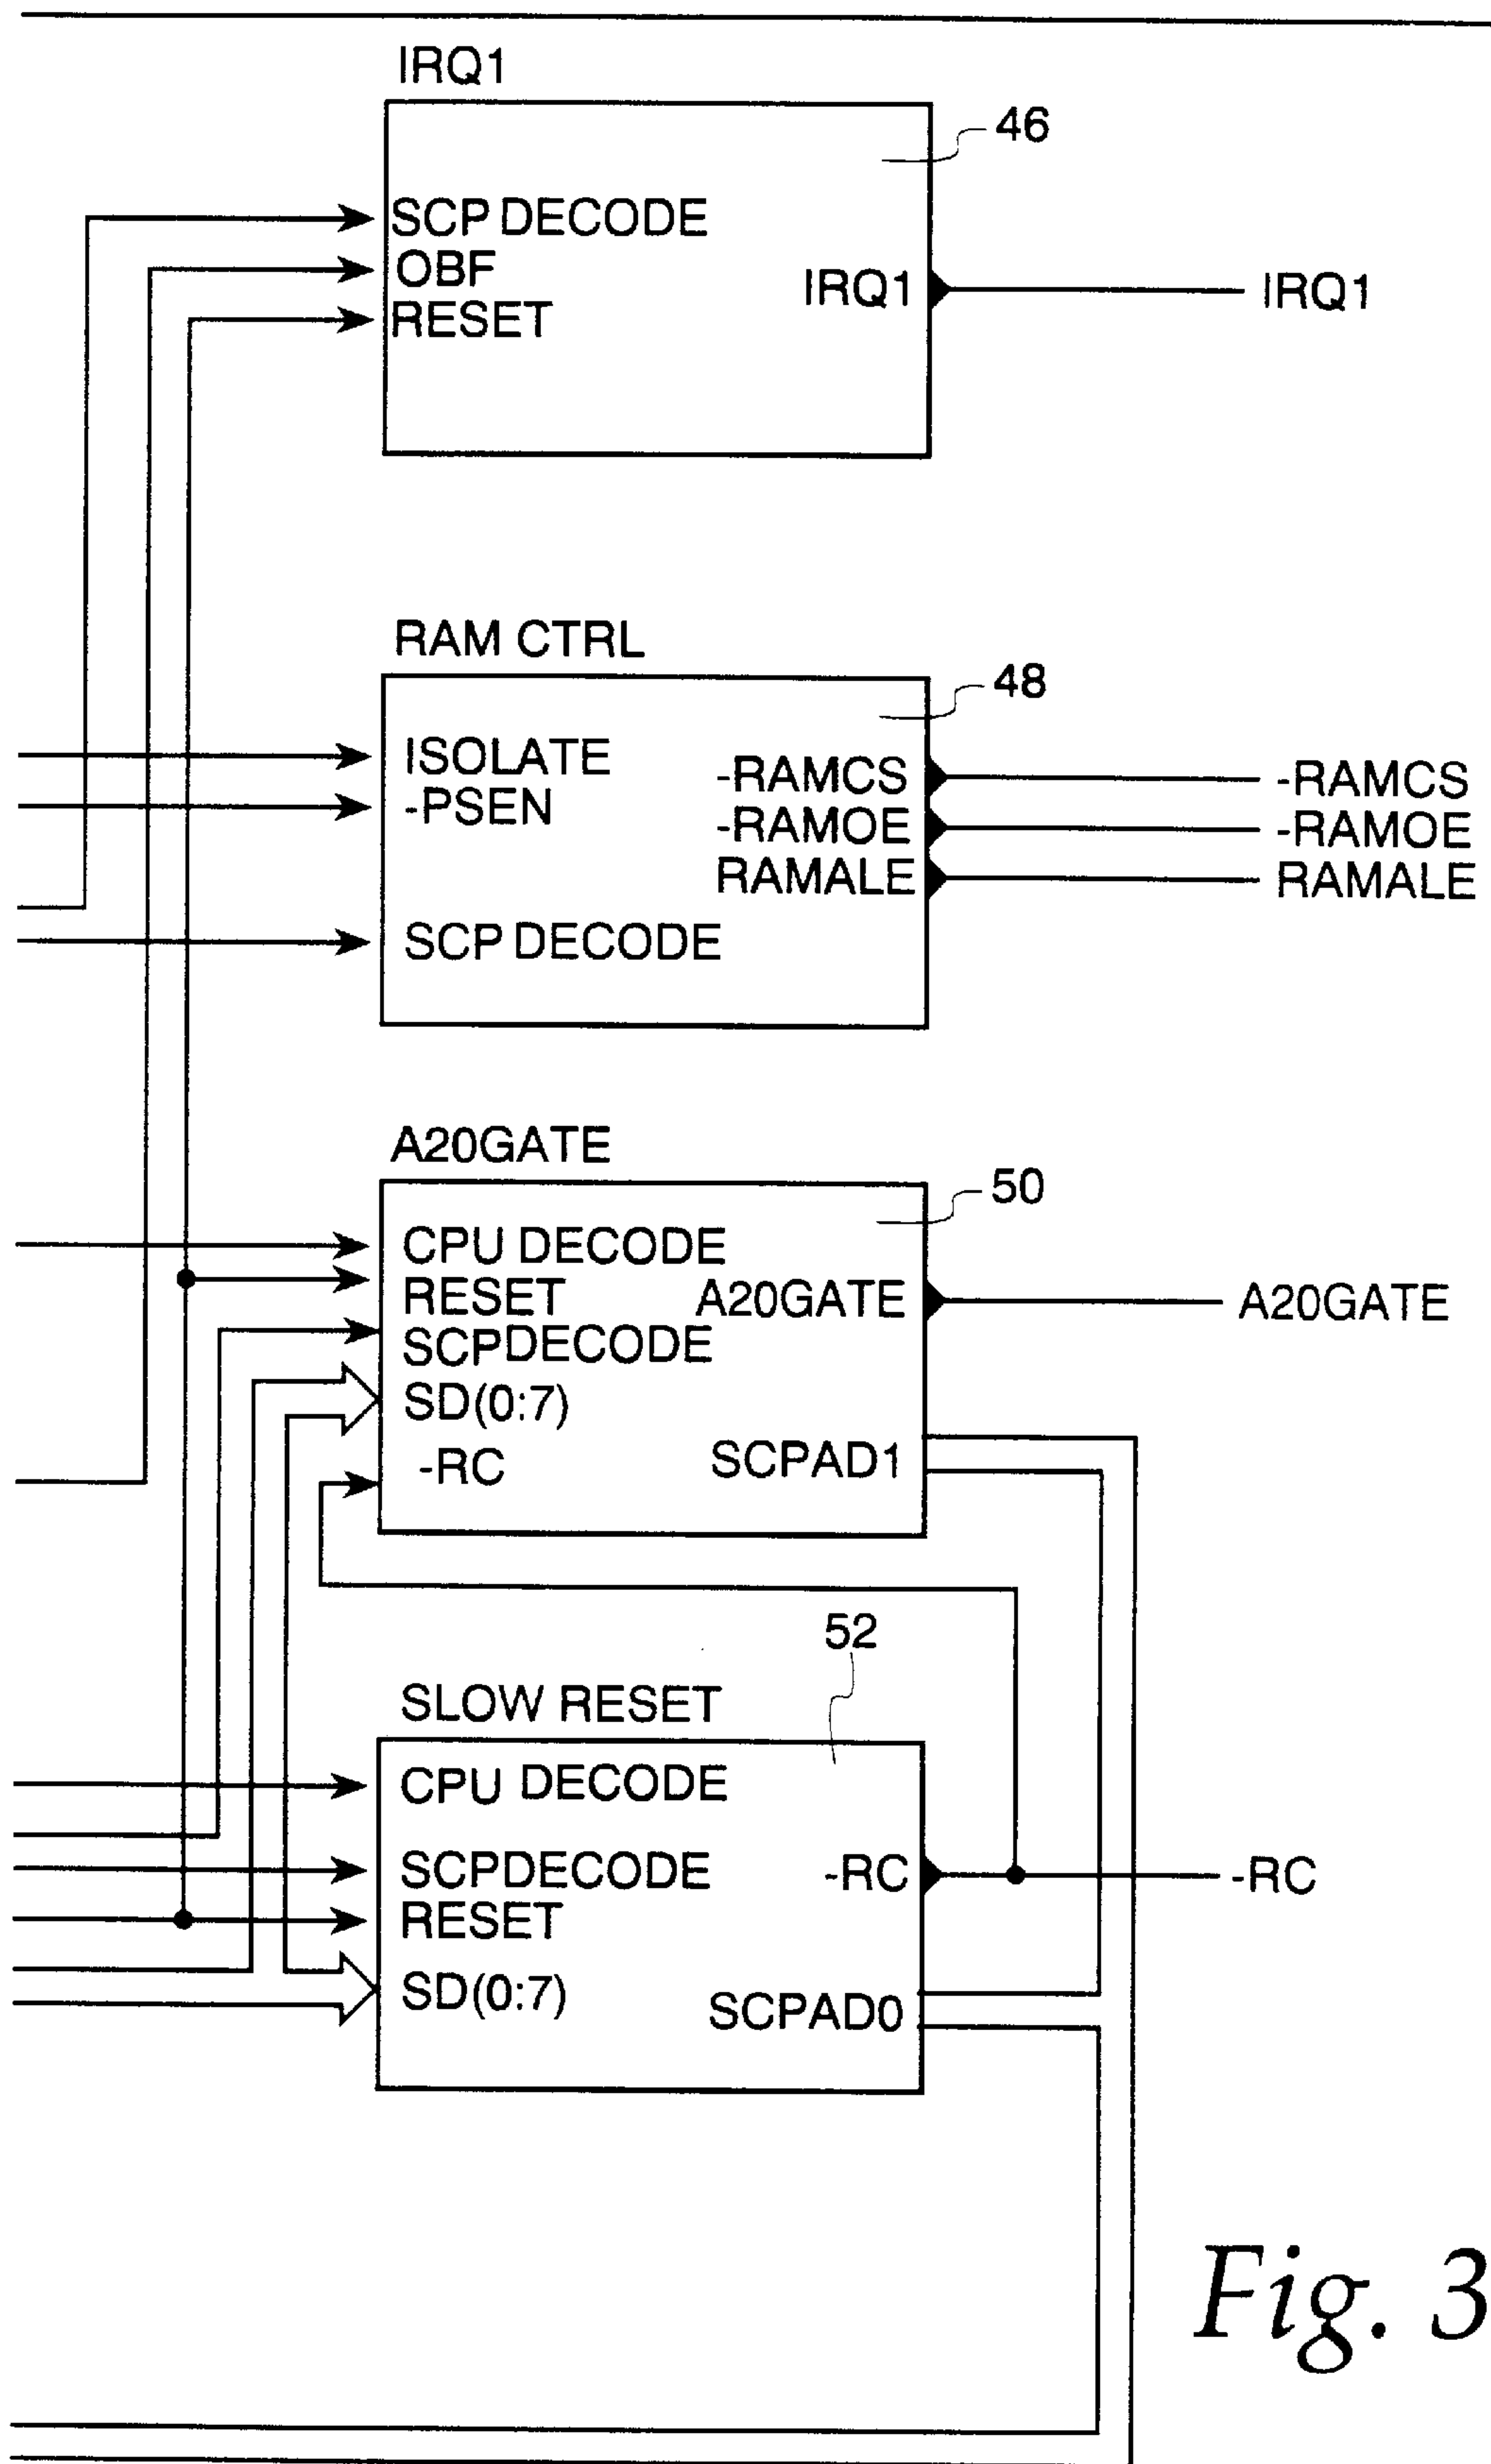 IRQ1
46
SCP DECODE
OBF
IRQ1
IRQ1
RESET
RAM CTRL
48
ISOLATE
-RAMCS
-RAMCS
-PSEN
-RAMOE
-RAMOE
RAMALE
RAMALE
SCP DECODE
A20GATE
50
CPU DECODE
RESET
A20GATE
A20GATE
SCPDECODE
SD(0:7)
-RC
SCPAD1
52
SLOW RESET
CPU DECODE
SCPDECODE
-RC
-RC
RESET
SD(0:7)
SCPAD0
Fig. 3